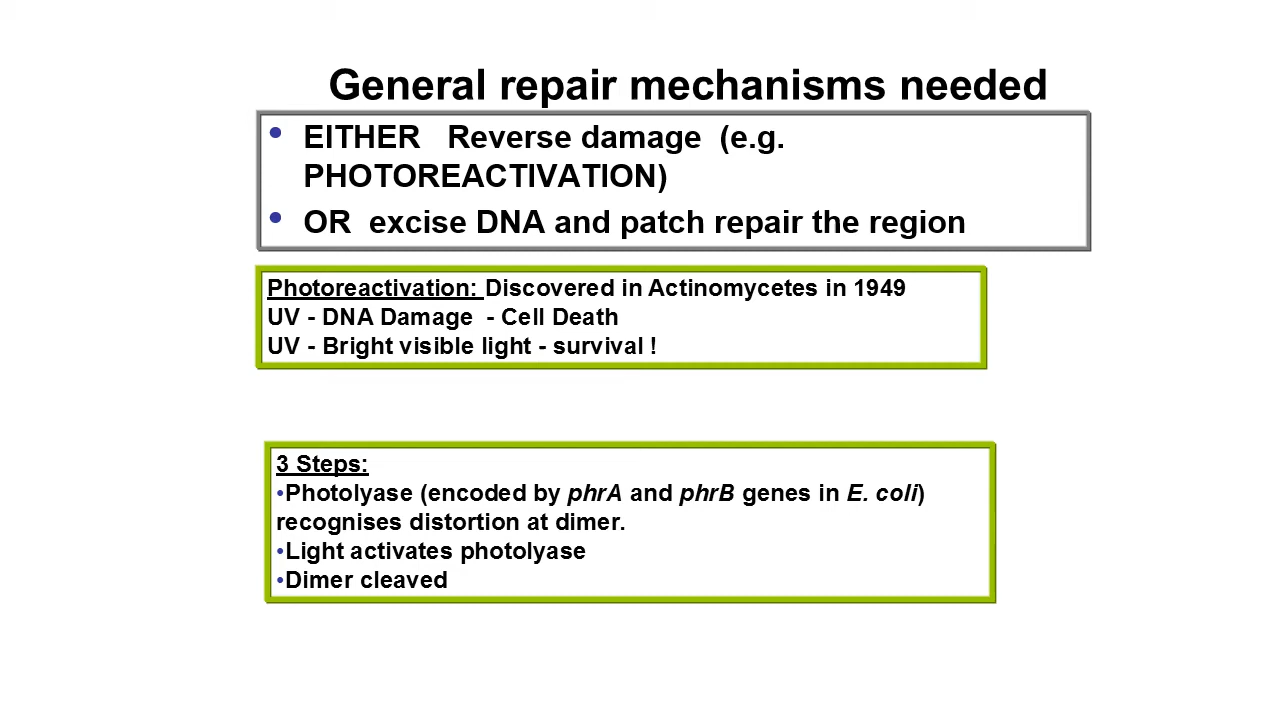 General repair mechanisms needed
• EITHER   Reverse damage  (e.g.
PHOTOREACTIVATION)
• OR  excise DNA and patch repair the region
Photoreactivation: Discovered in Actinomycetes in 1949
UV - DNA Damage  - Cell Death
UV - Bright visible light - survival !
3 Steps:
•Photolyase (encoded by phrA and phrB genes in E. coli)
recognises distortion at dimer.
•Light activates photolyase
•Dimer cleaved